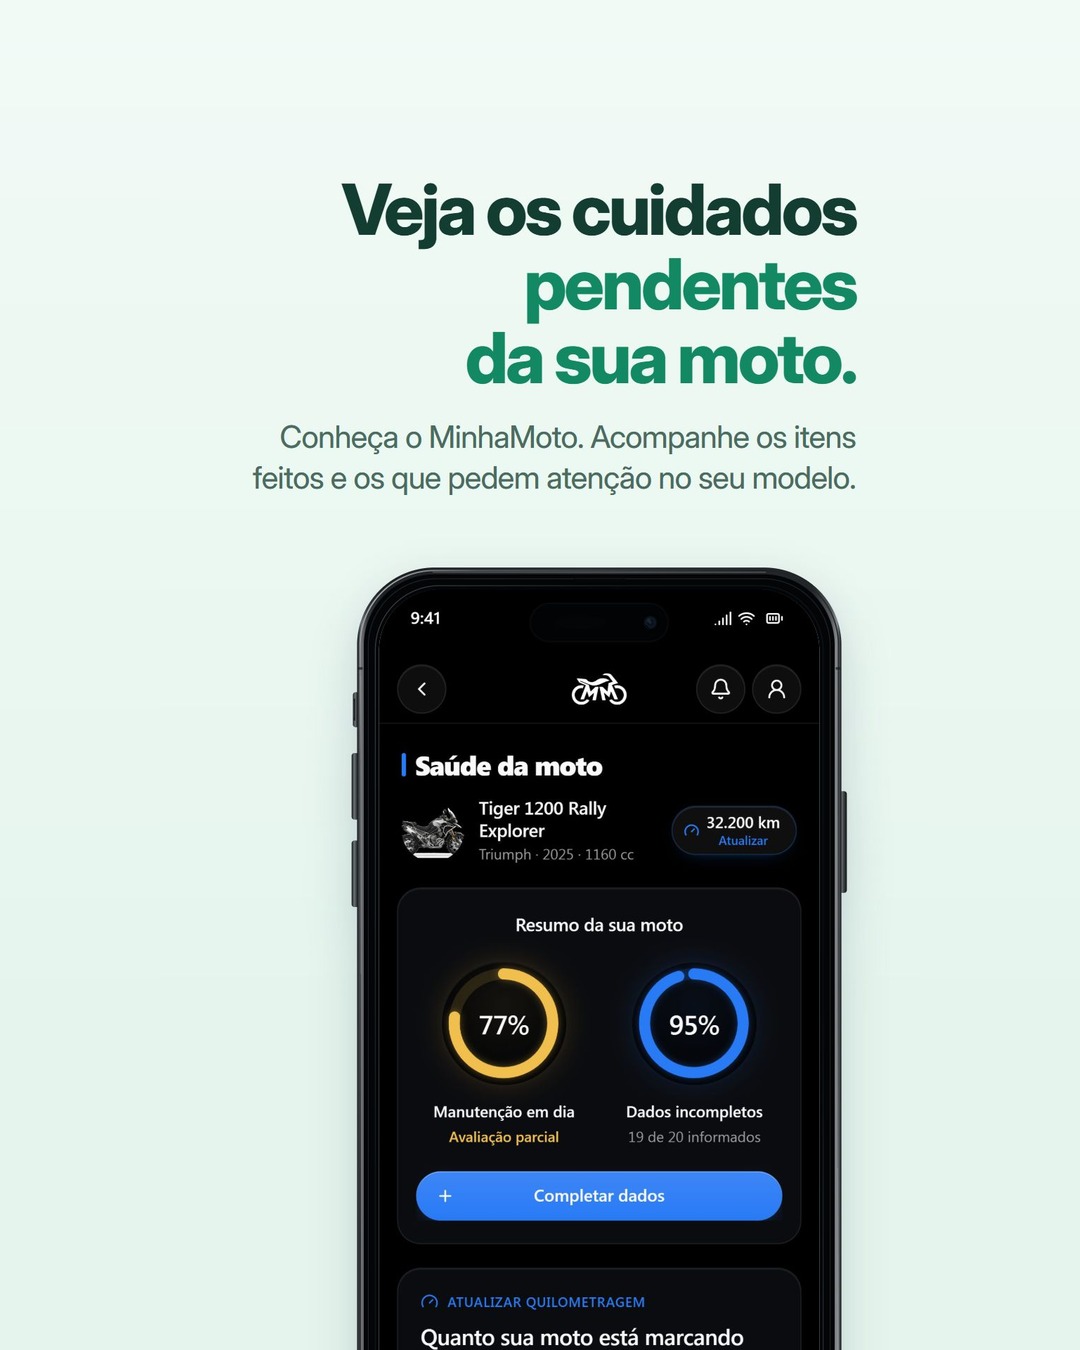 Veja os cuidados
pendentes
da sua moto.
Conheça o MinhaMoto. Acompanhe os itens
feitos e os que pedem atenção no seu modelo.
9:41
MM
Saúde da moto
Tiger 1200 Rally
Explorer
Triumph · 2025 · 1160 cc
32.200 km
Atualizar
Resumo da sua moto
77%
95%
Manutenção em dia
Dados incompletos
Avaliação parcial
19 de 20 informados
+ Completar dados
ATUALIZAR QUILOMETRAGEM
Quanto sua moto está marcando